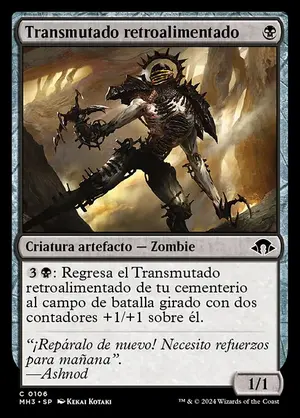 Transmutado retroalimentado
Criatura artefacto — Zombie
3: Regresa el Transmutado
retroalimentado de tu cementerio
al campo de batalla girado con dos
contadores +1/+1 sobre él.
“¡Repáralo de nuevo! Necesito refuerzos
para mañana”.
—Ashnod
1/1
C 0106
MH3 • SP KEKAI KOTAKI
™ & © 2024 Wizards of the Coast